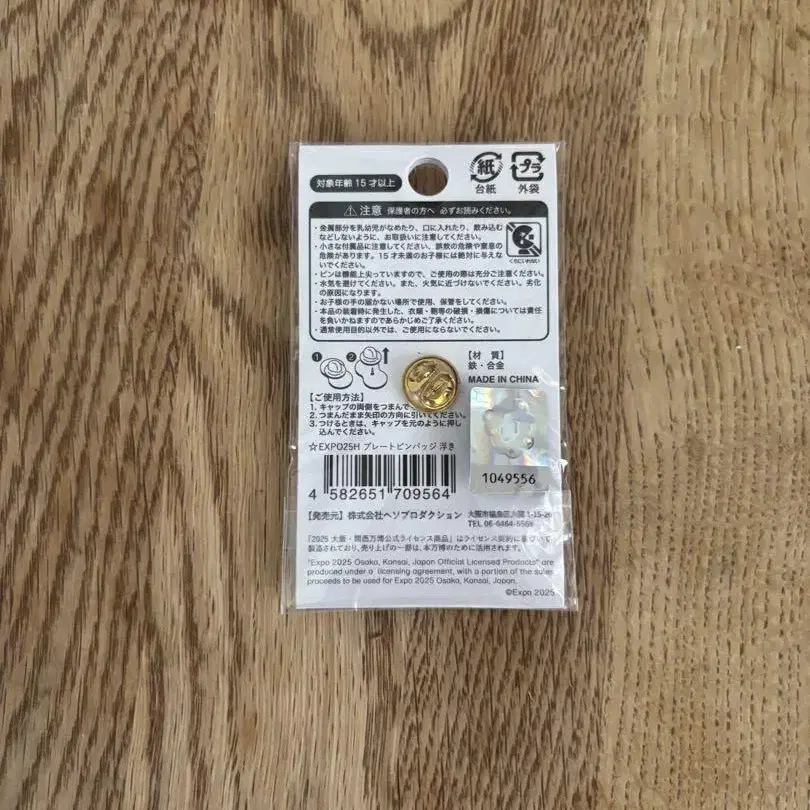 対象年齢 15 才以上
紙
台紙
プラ
外袋
⚠ 注意 保護者の方へ 必ずお読みください。
・金属部分を乳幼児がなめたり、口に入れたり、飲み込む
などしないように、お取扱いに注意してください。
・小さな付属品に注意してください。誤飲の危険や窒息の
危険があります。15 才未満のお子様には絶対に与えな
いでください。
・ピンは機能上尖っていますので、ご使用の際は充分ご注意ください。
・水気を避けてください。また、火気に近づけないでください。劣化
の原因になります。
・お子様の手の届かない場所で使用、保管をしてください。
・本品の装着時に発生した、衣類・鞄等の破損・損傷については責任
を負いかねますのであらかじめご了承ください。
・通常使用目的以外では、ご使用にならないでください。
くちにいれない
1 2
【材 質】
鉄・合金
MADE IN CHINA
【ご使用方法】
1. キャップの両側をつまんで
2. つまんだまま矢印の方向に引いてください。
3. つけるときは、キャップを元のように押し
込んでください。
☆EXPO25H プレートピンバッジ 浮き
4 582651 709564
1049556
【発売元】株式会社ヘソプロダクション
大阪市福島区大開 1-15-20
TEL 06-6464-5558
「2025 大阪・関西万博公式ライセンス商品」はライセンス契約に基づいて
製造されており、売り上げの一部は、本万博のために活用されます。
"Expo 2025 Osaka, Kansai, Japan Official Licensed Products" are
produced under a licensing agreement, with a portion of the sales
proceeds to be used for Expo 2025 Osaka, Kansai, Japan.
©Expo 2025